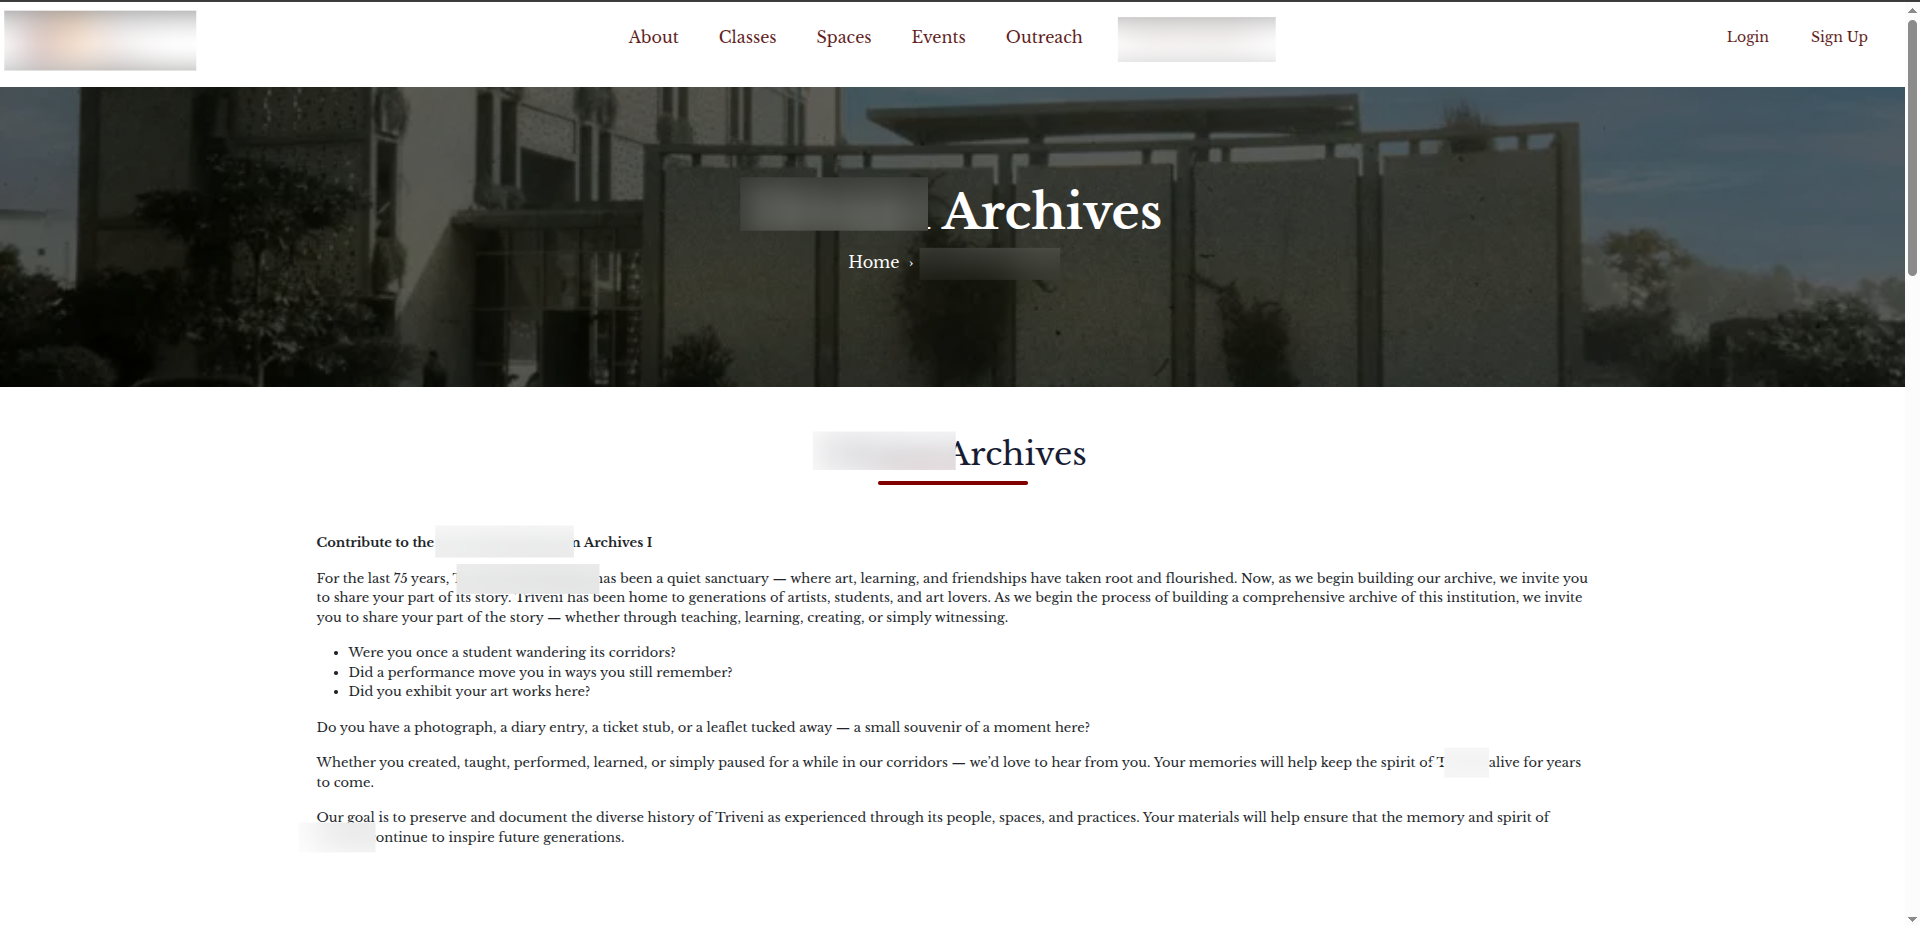 About Classes Spaces Events Outreach
Login Sign Up
Archives
Home ›
Archives
Contribute to the Archives I
For the last 75 years, has been a quiet sanctuary — where art, learning, and friendships have taken root and flourished. Now, as we begin building our archive, we invite you
to share your part of its story. Triveni has been home to generations of artists, students, and art lovers. As we begin the process of building a comprehensive archive of this institution, we invite
you to share your part of the story — whether through teaching, learning, creating, or simply witnessing.
• Were you once a student wandering its corridors?
• Did a performance move you in ways you still remember?
• Did you exhibit your art works here?
Do you have a photograph, a diary entry, a ticket stub, or a leaflet tucked away — a small souvenir of a moment here?
Whether you created, taught, performed, learned, or simply paused for a while in our corridors — we'd love to hear from you. Your memories will help keep the spirit of alive for years
to come.
Our goal is to preserve and document the diverse history of Triveni as experienced through its people, spaces, and practices. Your materials will help ensure that the memory and spirit of
ontinue to inspire future generations.